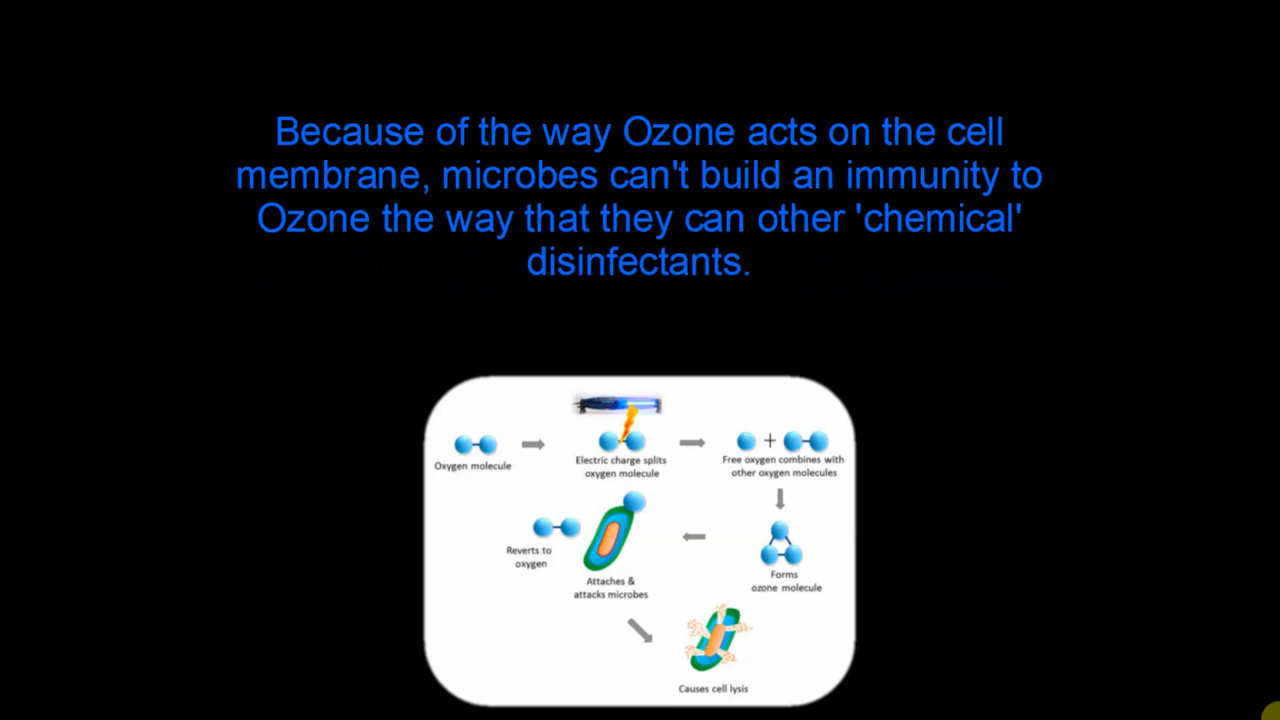 Because of the way Ozone acts on the cell
membrane, microbes can't build an immunity to
Ozone the way that they can other 'chemical'
disinfectants.
Oxygen molecule
Electric charge splits
oxygen molecule
+
Free oxygen combines with
other oxygen molecules
Reverts to
oxygen
Attaches &
attacks microbes
Forms
ozone molecule
Causes cell lysis